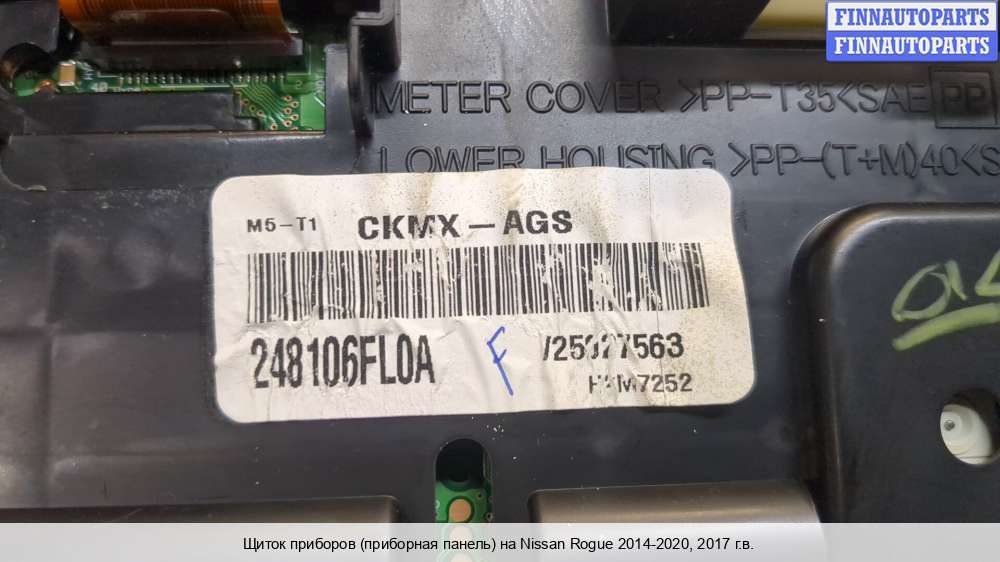 FINNAUTOPARTS
FINNAUTOPARTS
METER COVER >PP-T35<SAE PP
LOWER HOUSING >PP-(T+M)40<S
M5-T1 CKMX-AGS
248106FL0A F
Щиток приборов (приборная панель) на Nissan Rogue 2014-2020, 2017 г.в.